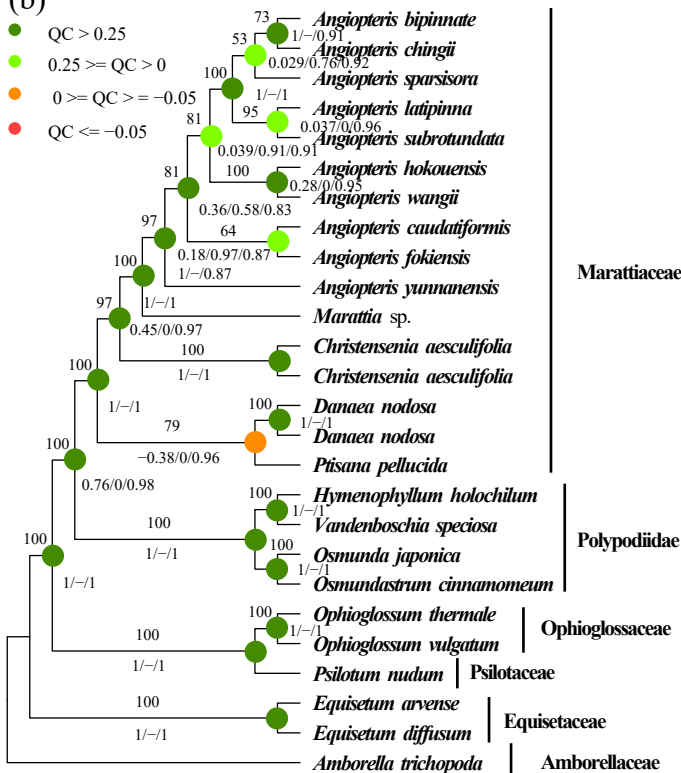 (b)
QC > 0.25
0.25 >= QC > 0
0 >= QC > = −0.05
QC <= −0.05
73
Angiopteris bipinnate
1/−/0.91
53
Angiopteris chingii
0.029/0.76/0.92
100
Angiopteris sparsisora
1/−/1
Angiopteris latipinna
95
0.037/0/0.96
81
Angiopteris subrotundata
0.039/0.91/0.91
Angiopteris hokouensis
100
0.28/0/0.95
81
Angiopteris wangii
0.36/0.58/0.83
Angiopteris caudatiformis
64
97
0.18/0.97/0.87
Angiopteris fokiensis
1/−/0.87
Marattiaceae
100
Angiopteris yunnanensis
1/−/1
97
Marattia sp.
0.45/0/0.97
Christensenia aesculifolia
100
100
1/−/1
Christensenia aesculifolia
1/−/1
Danaea nodosa
100
1/−/1
79
Danaea nodosa
100
−0.38/0/0.96
Ptisana pellucida
0.76/0/0.98
Hymenophyllum holochilum
100
1/−/1
100
Vandenboschia speciosa
Polypodiidae
100
1/−/1
Osmunda japonica
100
1/−/1
Osmundastrum cinnamomeum
1/−/1
Ophioglossum thermale
100
1/−/1
Ophioglossaceae
100
Ophioglossum vulgatum
1/−/1
Psilotum nudum
Psilotaceae
Equisetum arvense
100
Equisetaceae
1/−/1
Equisetum diffusum
Amborella trichopoda
Amborellaceae